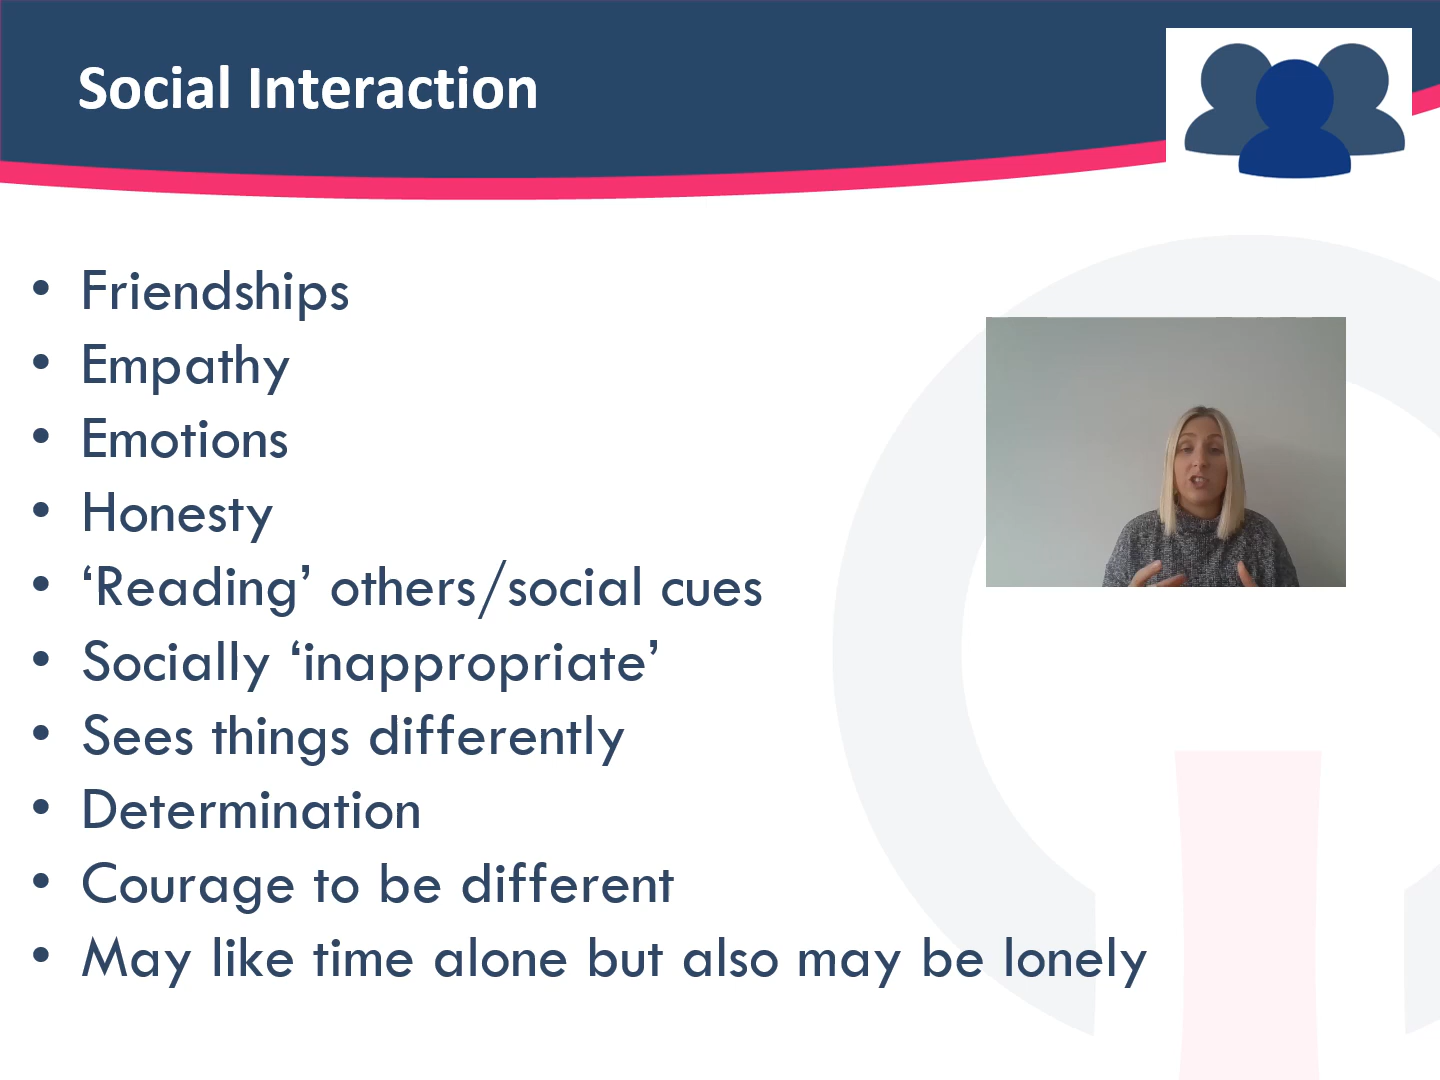 Social Interaction
• Friendships
• Empathy
• Emotions
• Honesty
• ‘Reading’ others/social cues
• Socially ‘inappropriate’
• Sees things differently
• Determination
• Courage to be different
• May like time alone but also may be lonely